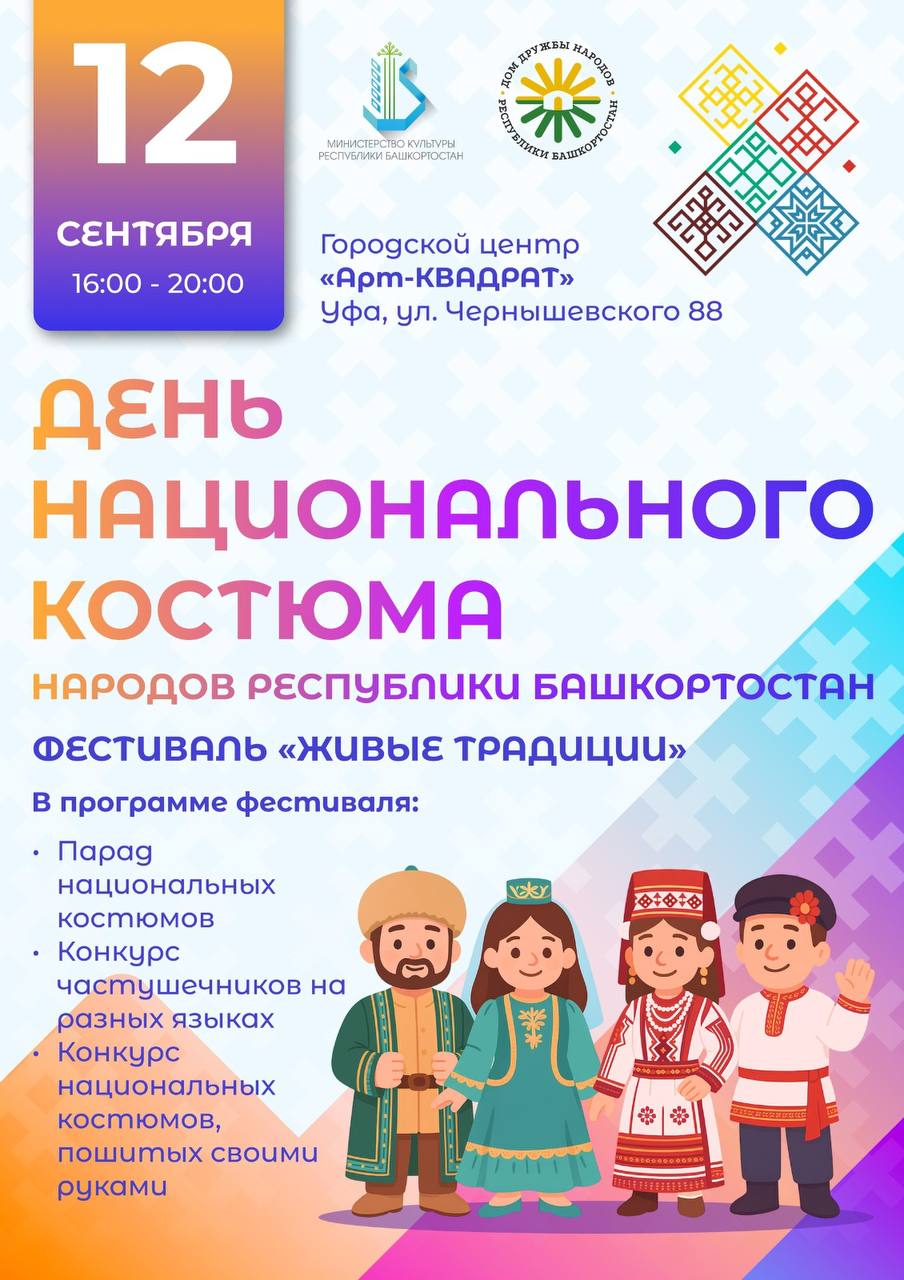 12
СЕНТЯБРЯ
16:00 - 20:00
МИНИСТЕРСТВО КУЛЬТУРЫ
РЕСПУБЛИКИ БАШКОРТОСТАН
ДОМ ДРУЖБЫ НАРОДОВ
РЕСПУБЛИКИ БАШКОРТОСТАН
Городской центр
«Арт-КВАДРАТ»
Уфа, ул. Чернышевского 88
ДЕНЬ
НАЦИОНАЛЬНОГО
КОСТЮМА
НАРОДОВ РЕСПУБЛИКИ БАШКОРТОСТАН
ФЕСТИВАЛЬ «ЖИВЫЕ ТРАДИЦИИ»
В программе фестиваля:
• Парад
национальных
костюмов
• Конкурс
частушечников на
разных языках
• Конкурс
национальных
костюмов,
пошитых своими
руками